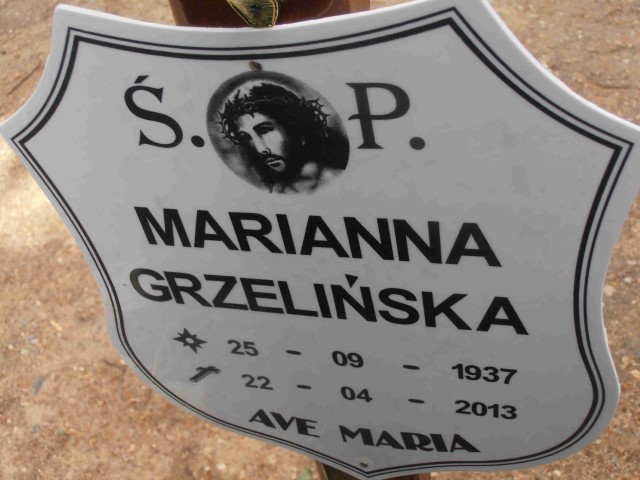 Ś. P.
MARIANNA
GRZELIŃSKA
25 - 09 - 1937
22 - 04 - 2013
AVE MARIA